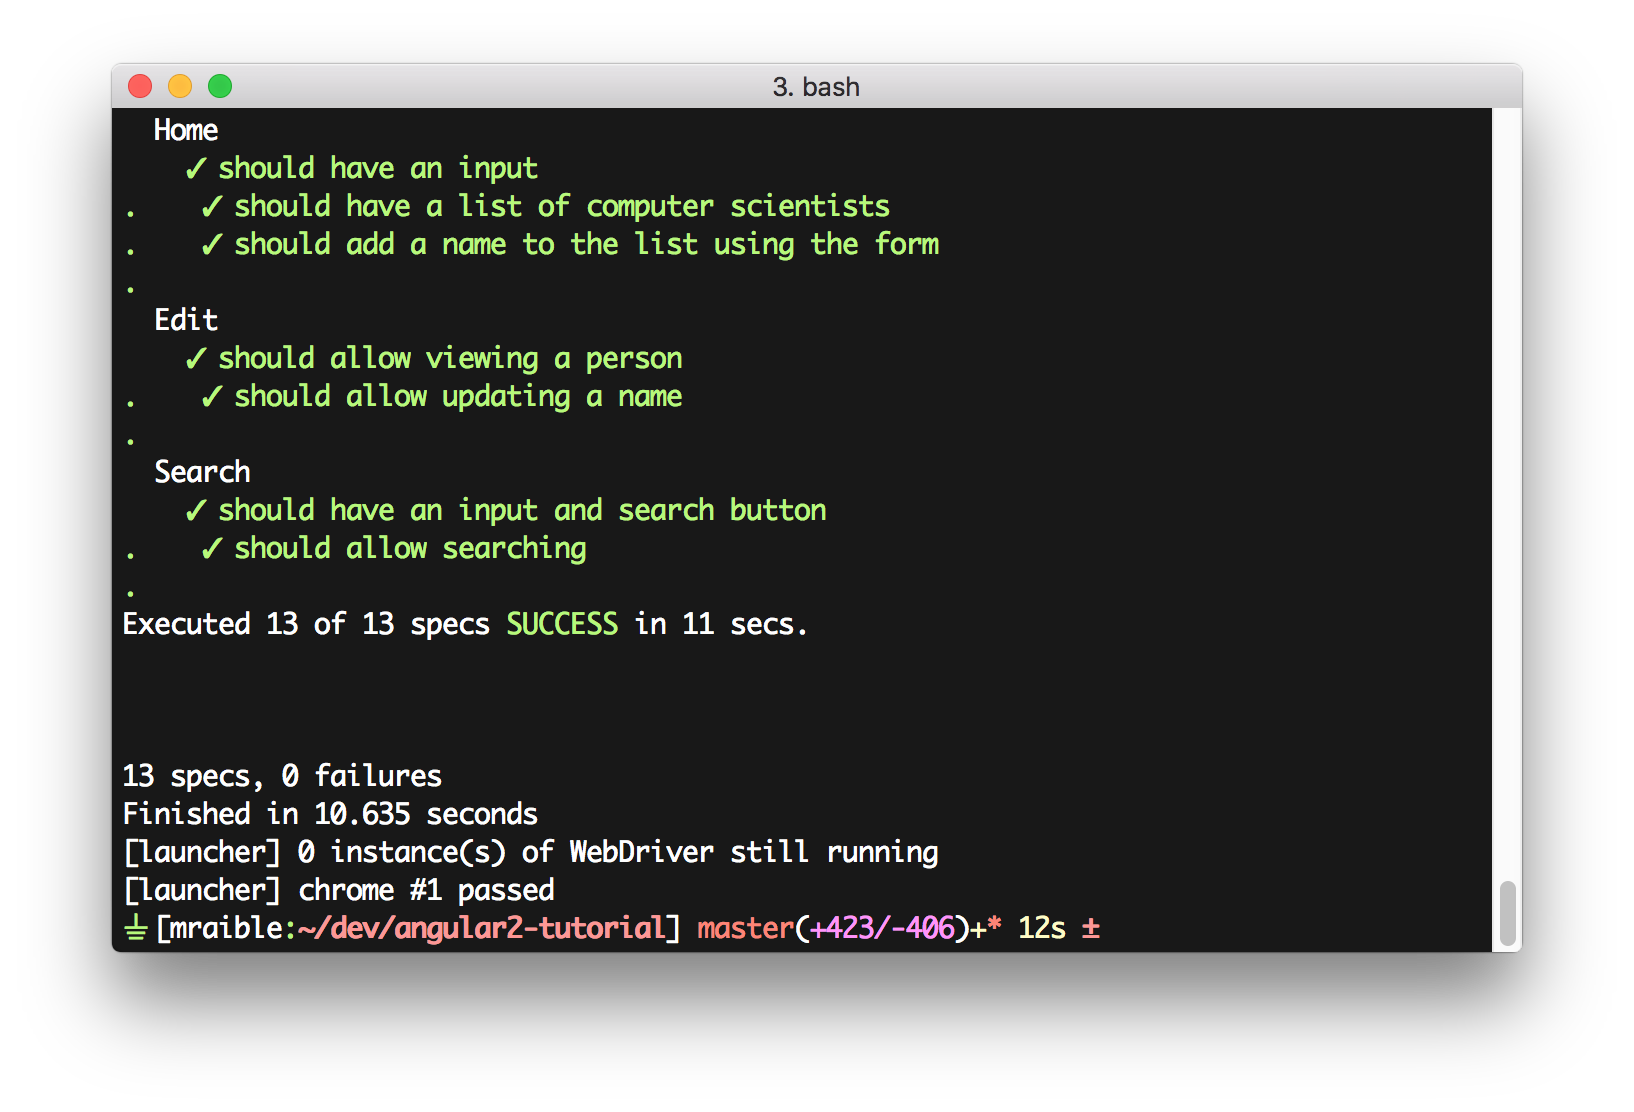 3. bash
Home
✓ should have an input
. ✓ should have a list of computer scientists
. ✓ should add a name to the list using the form
.
Edit
✓ should allow viewing a person
. ✓ should allow updating a name
.
Search
✓ should have an input and search button
. ✓ should allow searching
.
Executed 13 of 13 specs SUCCESS in 11 secs.
13 specs, 0 failures
Finished in 10.635 seconds
[launcher] 0 instance(s) of WebDriver still running
[launcher] chrome #1 passed
⏚ [mraible:~/dev/angular2-tutorial] master(+423/-406)+* 12s ±